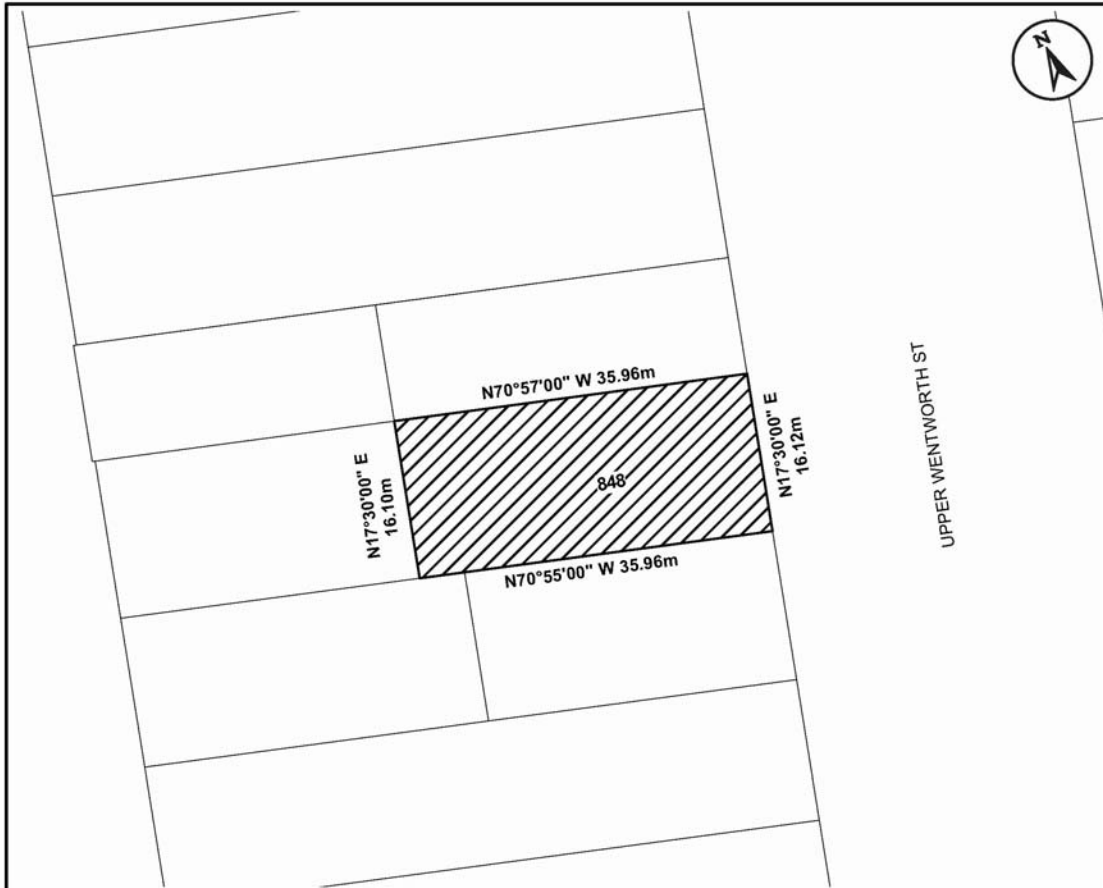 N
N70°57'00" W 35.96m
N17°30'00" E
16.12m
UPPER WENTWORTH ST
848
N17°30'00" E
16.10m
N70°55'00" W 35.96m